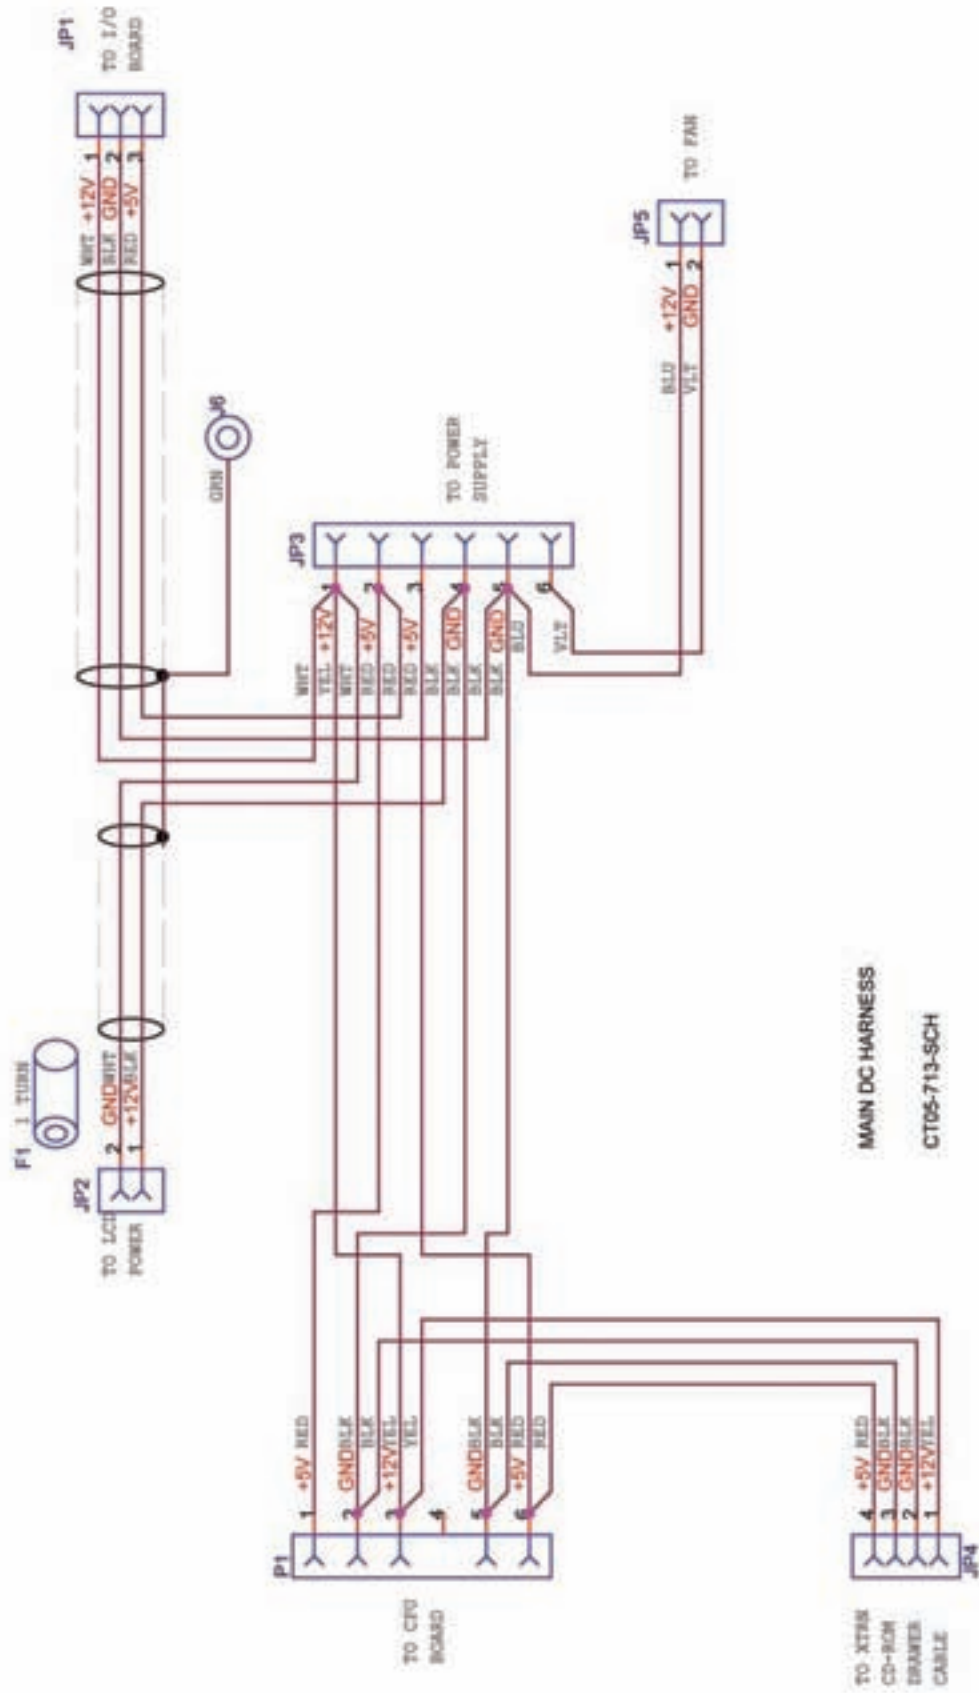 F1 1 TURN
JP2
TO LCD
POWER
2 GND WHT
1 +12V BLK
JP1
TO I/O
BOARD
WHT +12V 1
BLK GND 2
RED +5V 3
J6
GRN
JP3
TO POWER
SUPPLY
WHT
YEL +12V 1
WHT
RED +5V 2
RED
RED +5V 3
BLK
BLK GND 4
BLK
BLK GND 5
BLU
VLT 6
JP5
TO FAN
BLU +12V 1
VLT GND 2
P1
TO CPU
BOARD
1 +5V RED
2 GND BLK
BLK
3 +12V YEL
YEL
4
5 GND BLK
BLK
6 +5V RED
RED
JP4
TO XTRN
CD-ROM
DRAWER
CABLE
4 +5V RED
3 GND BLK
2 GND BLK
1 +12V YEL
MAIN DC HARNESS
CT05-713-SCH